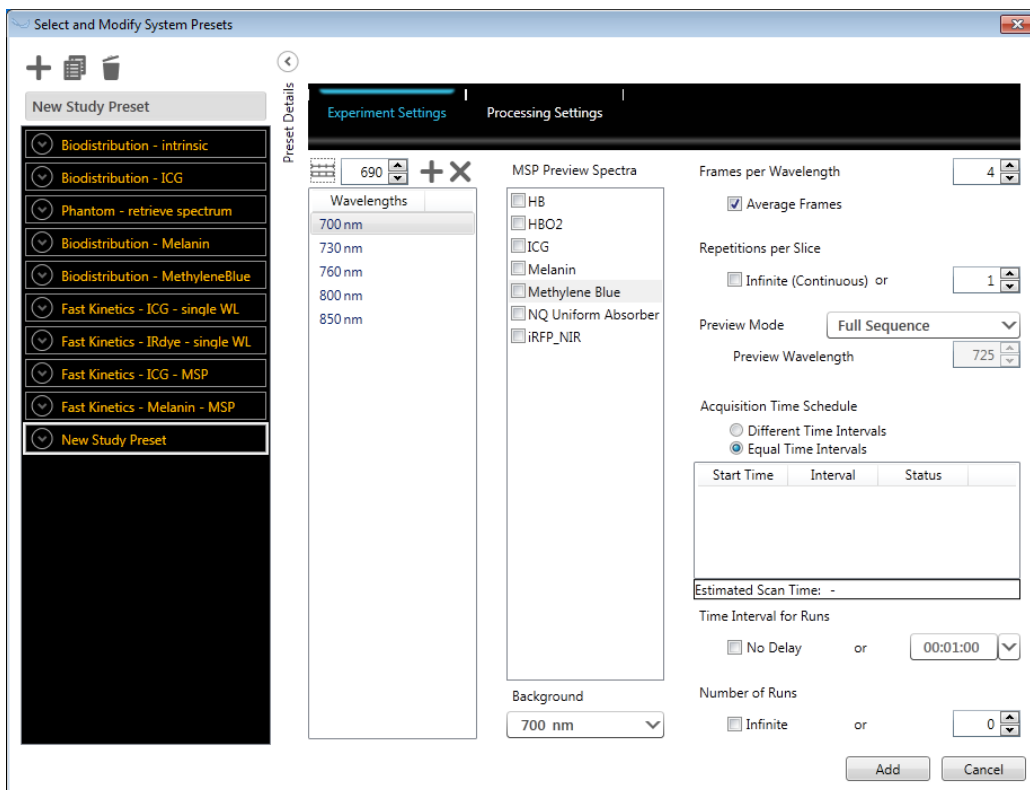 Select and Modify System Presets
New Study Preset
Biodistribution - intrinsic
Biodistribution - ICG
Phantom - retrieve spectrum
Biodistribution - Melanin
Biodistribution - MethyleneBlue
Fast Kinetics - ICG - single WL
Fast Kinetics - IRdye - single WL
Fast Kinetics - ICG - MSP
Fast Kinetics - Melanin - MSP
New Study Preset
Preset Details
Experiment Settings
Processing Settings
690
Wavelengths
700 nm
730 nm
760 nm
800 nm
850 nm
MSP Preview Spectra
HB
HBO2
ICG
Melanin
Methylene Blue
NQ Uniform Absorber
iRFP_NIR
Background
700 nm
Frames per Wavelength 4
Average Frames
Repetitions per Slice
Infinite (Continuous) or 1
Preview Mode Full Sequence
Preview Wavelength 725
Acquisition Time Schedule
Different Time Intervals
Equal Time Intervals
Start Time Interval Status
Estimated Scan Time: -
Time Interval for Runs
No Delay or 00:01:00
Number of Runs
Infinite or 0
Add Cancel